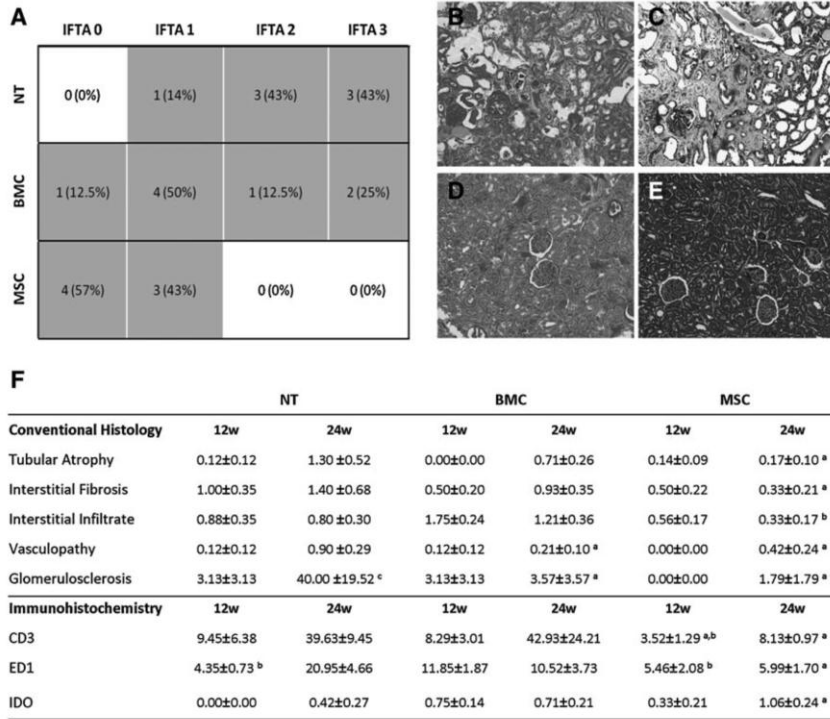 A
IFTA 0 IFTA 1 IFTA 2 IFTA 3
NT 0 (0%) 1 (14%) 3 (43%) 3 (43%)
BMC 1 (12.5%) 4 (50%) 1 (12.5%) 2 (25%)
MSC 4 (57%) 3 (43%) 0 (0%) 0 (0%)
B
C
D
E
F
NT BMC MSC
Conventional Histology 12w 24w 12w 24w 12w 24w
Tubular Atrophy 0.12±0.12 1.30 ±0.52 0.00±0.00 0.71±0.26 0.14±0.09 0.17±0.10 a
Interstitial Fibrosis 1.00±0.35 1.40 ±0.68 0.50±0.20 0.93±0.35 0.50±0.22 0.33±0.21 a
Interstitial Infiltrate 0.88±0.35 0.80 ±0.30 1.75±0.24 1.21±0.36 0.56±0.17 0.33±0.17 b
Vasculopathy 0.12±0.12 0.90 ±0.29 0.12±0.12 0.21±0.10 a 0.00±0.00 0.42±0.24 a
Glomerulosclerosis 3.13±3.13 40.00 ±19.52 c 3.13±3.13 3.57±3.57 a 0.00±0.00 1.79±1.79 a
Immunohistochemistry 12w 24w 12w 24w 12w 24w
CD3 9.45±6.38 39.63±9.45 8.29±3.01 42.93±24.21 3.52±1.29 a,b 8.13±0.97 a
ED1 4.35±0.73 b 20.95±4.66 11.85±1.87 10.52±3.73 5.46±2.08 b 5.99±1.70 a
IDO 0.00±0.00 0.42±0.27 0.75±0.14 0.71±0.21 0.33±0.21 1.06±0.24 a